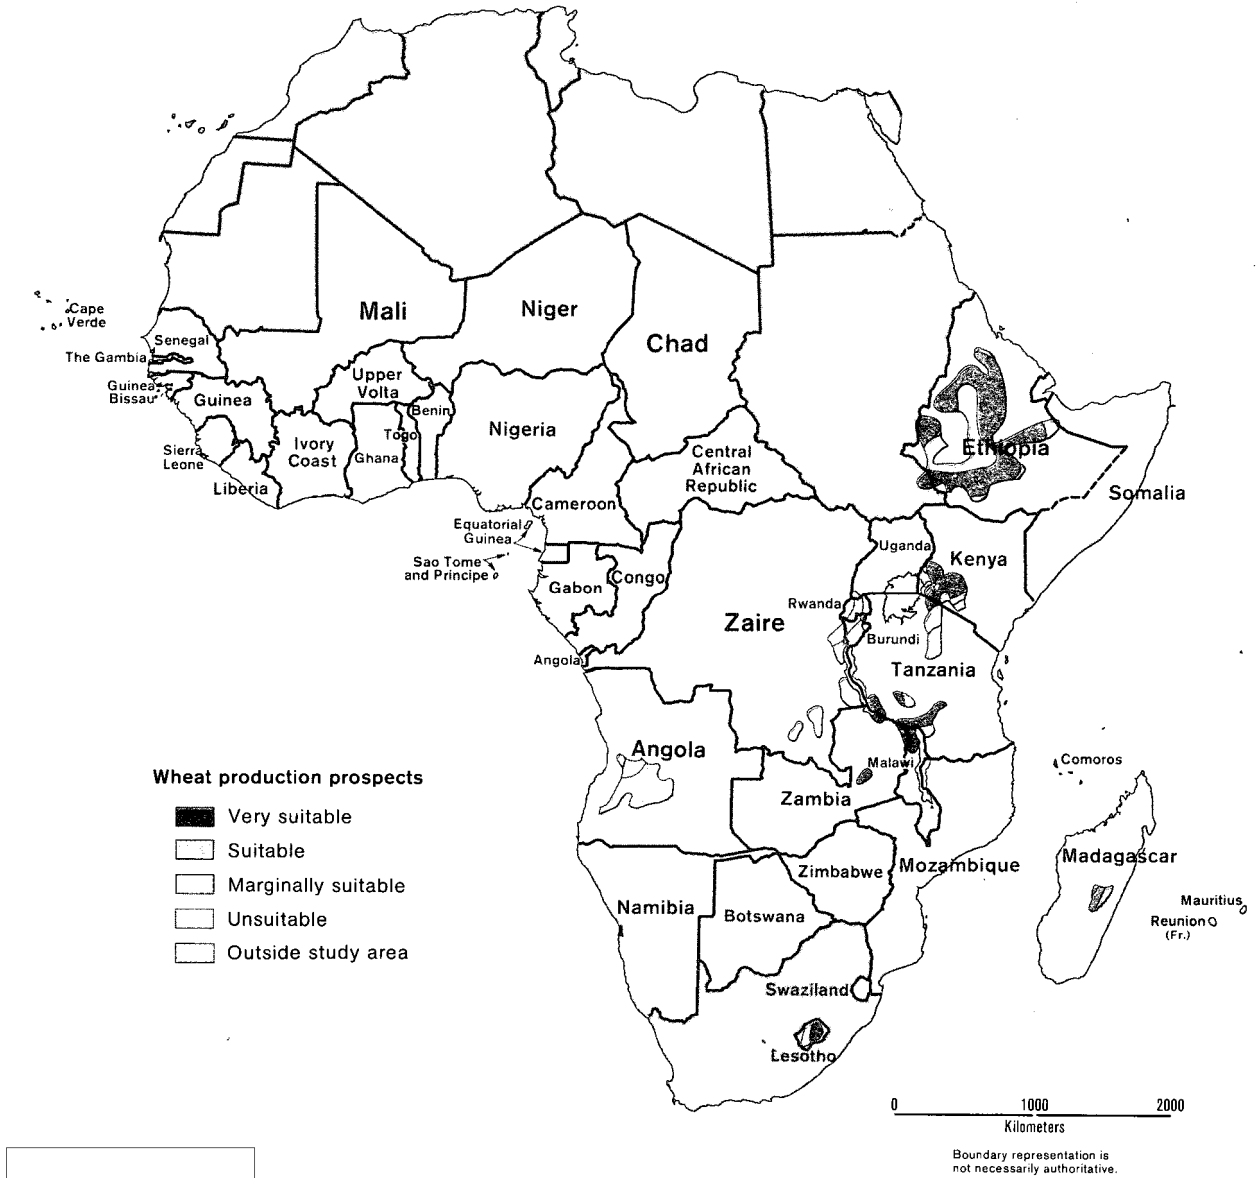 Mali
Niger
Chad
Cape
Verde
Senegal
The Gambia
Guinea
Bissau
Guinea
Upper
Volta
Benin
Togo
Ghana
Ivory
Coast
Sierra
Leone
Liberia
Nigeria
Central
African
Republic
Cameroon
Equatorial
Guinea
Sao Tome
and Principe
Gabon
Congo
Ethiopia
Somalia
Uganda
Kenya
Rwanda
Burundi
Zaire
Tanzania
Angola
Angola
Malawi
Zambia
Comoros
Zimbabwe
Mozambique
Madagascar
Mauritius
Reunion
(Fr.)
Namibia
Botswana
Swaziland
Lesotho
Wheat production prospects
Very suitable
Suitable
Marginally suitable
Unsuitable
Outside study area
0 1000 2000
Kilometers
Boundary representation is
not necessarily authoritative.